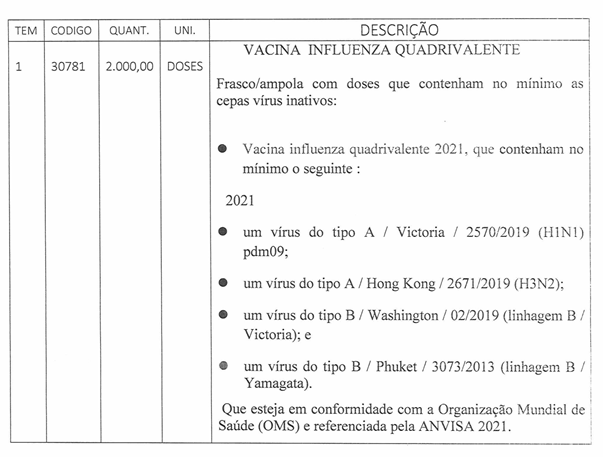 TEM CODIGO QUANT. UNI. DESCRIÇÃO
VACINA INFLUENZA QUADRIVALENTE
1 30781 2.000,00 DOSES
Frasco/ampola com doses que contenham no mínimo as
cepas vírus inativos:
● Vacina influenza quadrivalente 2021, que contenham no
mínimo o seguinte :
2021
● um vírus do tipo A / Victoria / 2570/2019 (H1N1)
pdm09;
● um vírus do tipo A / Hong Kong / 2671/2019 (H3N2);
● um vírus do tipo B / Washington / 02/2019 (linhagem B /
Victoria); e
● um vírus do tipo B / Phuket / 3073/2013 (linhagem B /
Yamagata).
Que esteja em conformidade com a Organização Mundial de
Saúde (OMS) e referenciada pela ANVISA 2021.